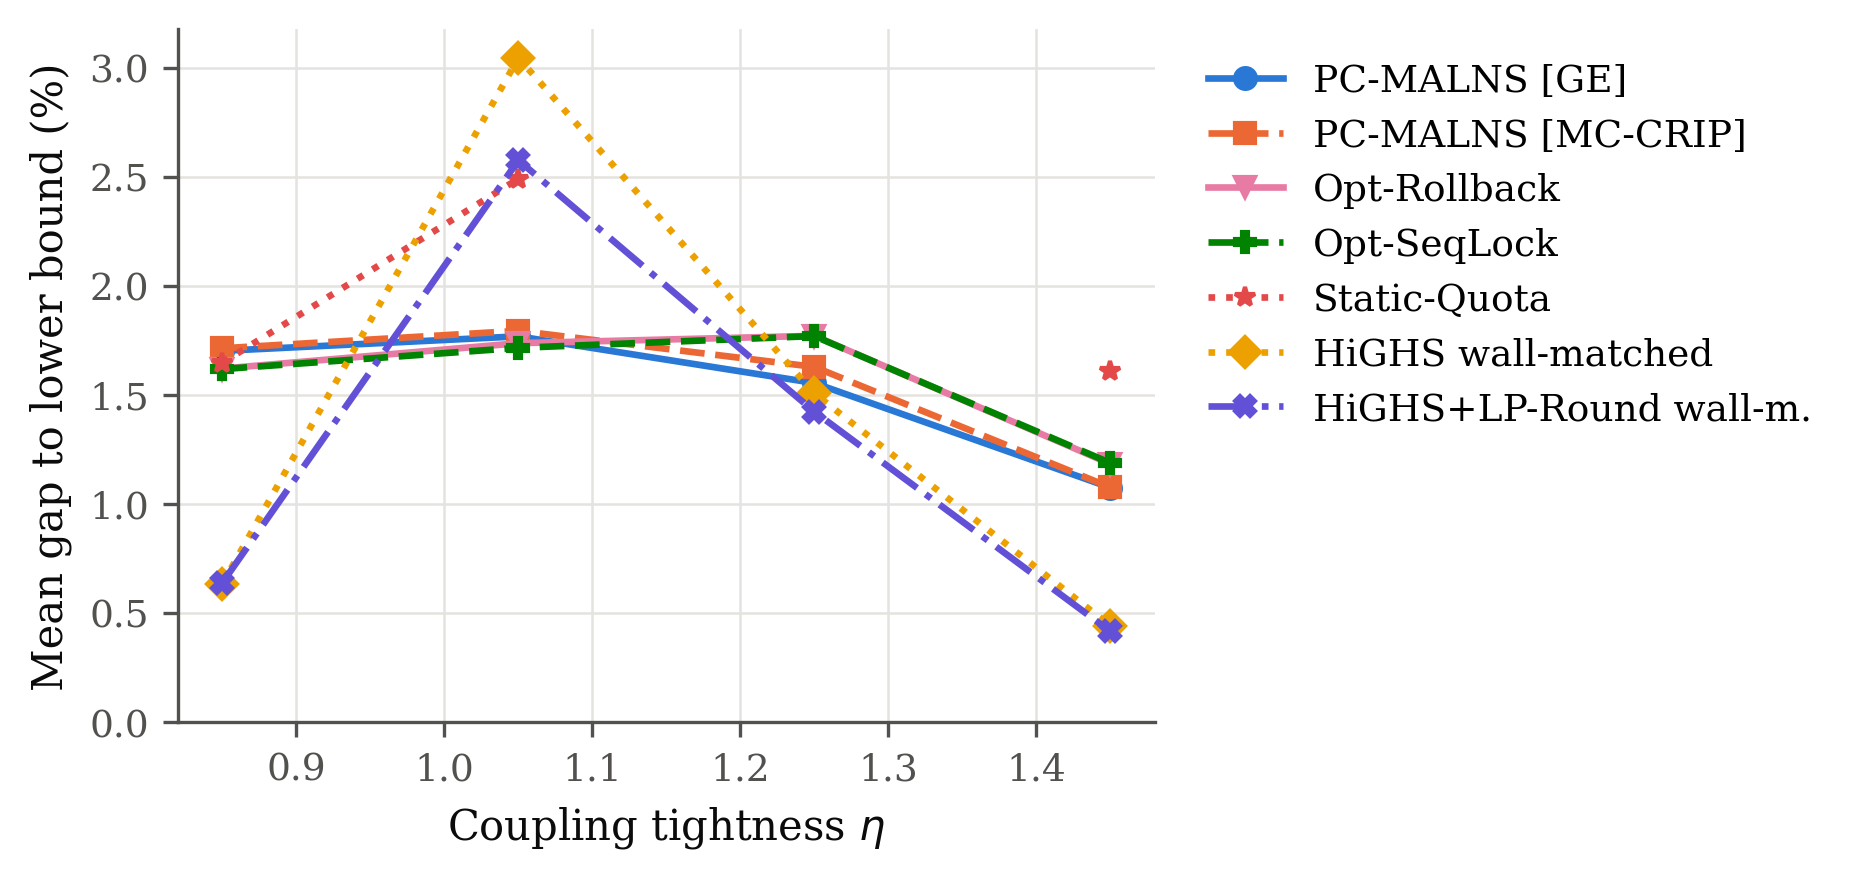 Mean gap to lower bound (%)
3.0
2.5
2.0
1.5
1.0
0.5
0.0
0.9 1.0 1.1 1.2 1.3 1.4
Coupling tightness η
PC-MALNS [GE]
PC-MALNS [MC-CRIP]
Opt-Rollback
Opt-SeqLock
Static-Quota
HiGHS wall-matched
HiGHS+LP-Round wall-m.